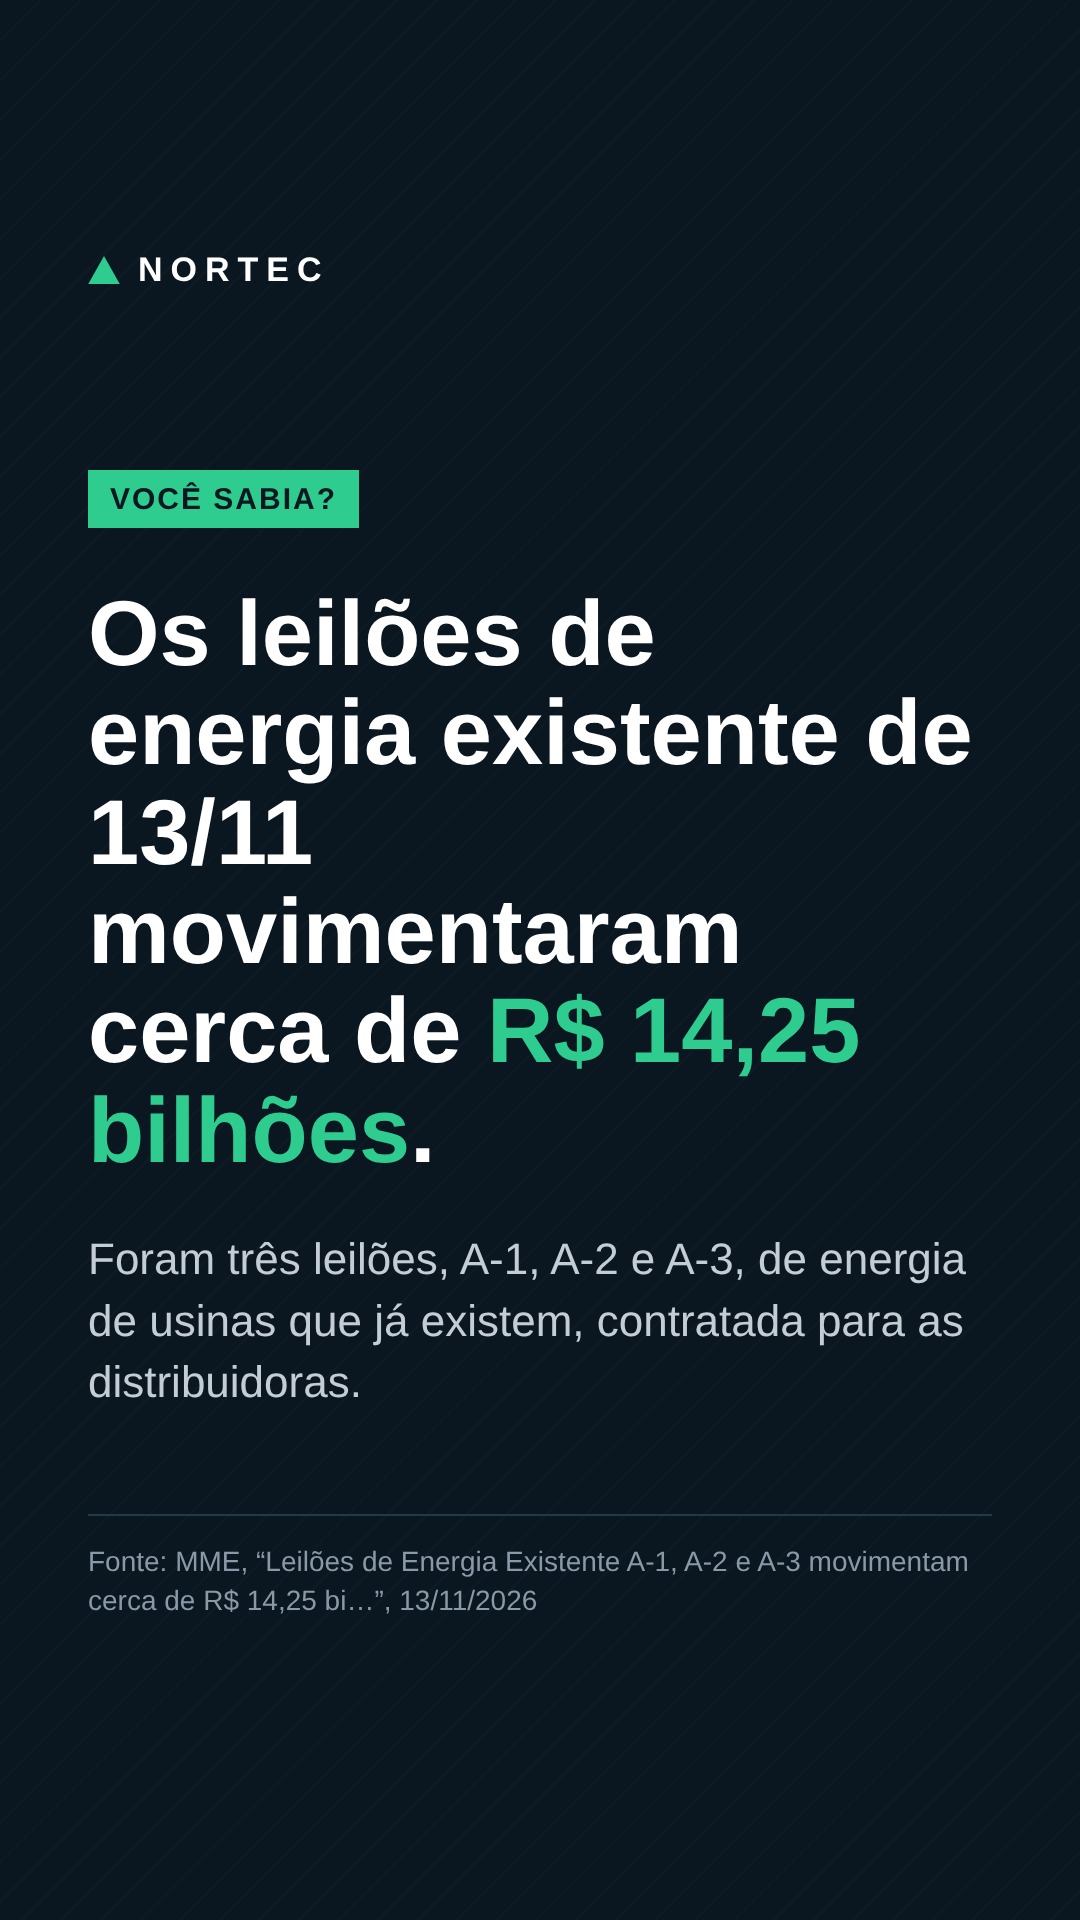 NORTEC
VOCÊ SABIA?
Os leilões de
energia existente de
13/11
movimentaram
cerca de R$ 14,25
bilhões.
Foram três leilões, A-1, A-2 e A-3, de energia
de usinas que já existem, contratada para as
distribuidoras.
Fonte: MME, “Leilões de Energia Existente A-1, A-2 e A-3 movimentam
cerca de R$ 14,25 bi…”, 13/11/2026